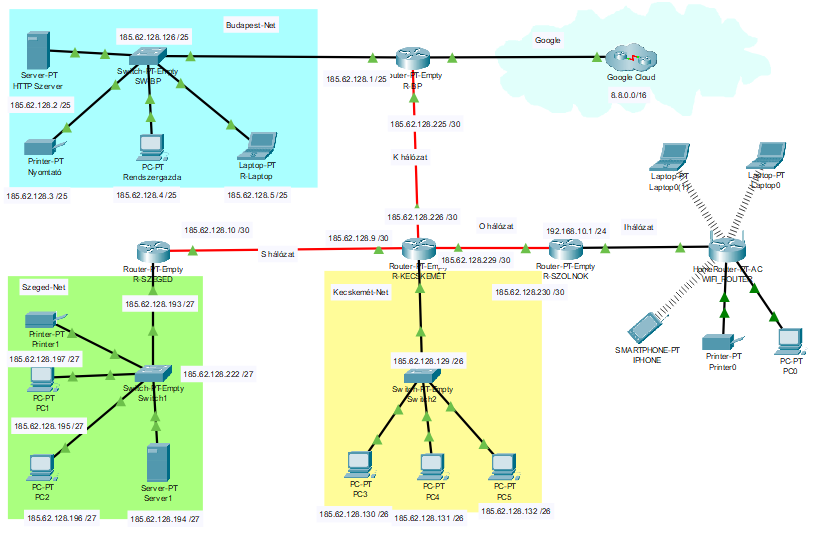 Budapest-Net
185.62.128.126 /25
Google
Server-PT
HTTP Szerver
Switch-PT-Empty
SW-BP
185.62.128.1 / 25
Router-PT-Empty
R-BP
Google Cloud
8.8.0.0/16
185.62.128.2 / 25
185.62.128.225 /30
Printer-PT
Nyomtató
PC-PT
Rendszergazda
Laptop-PT
R-Laptop
K hálózat
Laptop-PT
Laptop0(1)
Laptop-PT
Laptop0
185.62.128.3 / 25
185.62.128.4 / 25
185.62.128.5 / 25
185.62.128.226 /30
185.62.128.10 / 30
185.62.128.9 / 30
O hálózat
192.168.10.1 / 24
I hálózat
S hálózat
185.62.128.229 /30
Router-PT-Empty
R-SZEGED
Router-PT-Empty
R-KECSKEMÉT
Router-PT-Empty
R-SZOLNOK
HomeRouter-PT-AC
WIFI_ROUTER
Szeged-Net
185.62.128.193 /27
Kecskemét-Net
185.62.128.230 / 30
Printer-PT
Printer1
SMARTPHONE-PT
IPHONE
Printer-PT
Printer0
PC-PT
PC0
185.62.128.197 /27
185.62.128.222 /27
185.62.128.129 /26
Switch-PT-Empty
Switch1
Switch-PT-Empty
Switch2
PC-PT
PC1
185.62.128.195 /27
PC-PT
PC2
Server-PT
Server1
PC-PT
PC3
PC-PT
PC4
PC-PT
PC5
185.62.128.196 /27
185.62.128.194 /27
185.62.128.130 /26
185.62.128.131 /26
185.62.128.132 /26